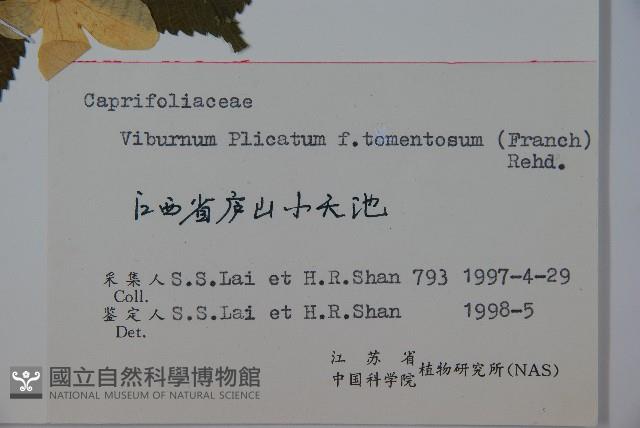 Caprifoliaceae
Viburnum Plicatum f.tomentosum (Franch)
Rehd.
江西省庐山小天池
采集人 S.S.Lai et H.R.Shan 793 1997-4-29
Coll.
鉴定人 S.S.Lai et H.R.Shan 1998-5
Det.
江苏省
中国科学院 植物研究所(NAS)
國立自然科學博物館
NATIONAL MUSEUM OF NATURAL SCIENCE